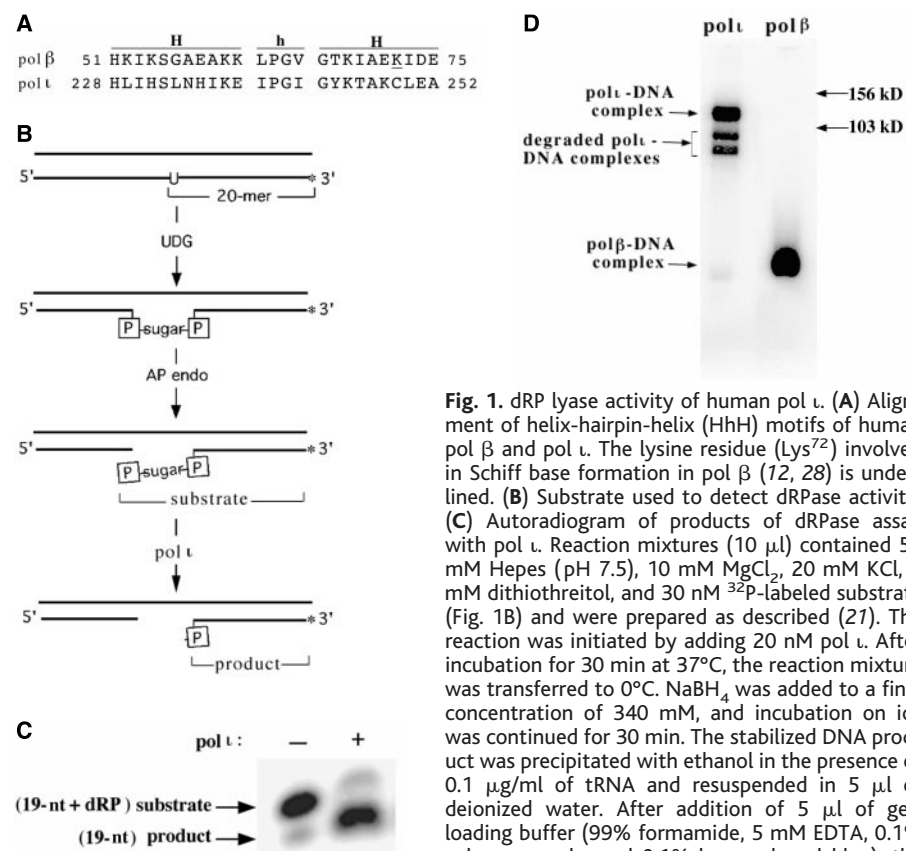 A
H h H
pol β 51 HKIKSGAEAKK LPGV GTKIAEKIDE 75
pol ι 228 HLIHSLNHIKE IPGI GYKTAKCLEA 252
B
5' U * 3'
20-mer
UDG
5' * 3'
P sugar P
AP endo
5' * 3'
P sugar P
substrate
pol ι
5' * 3'
P
product
C
pol ι : — +
(19-nt + dRP) substrate
(19-nt) product
D
pol ι pol β
pol ι -DNA complex
156 kD
103 kD
degraded pol ι - DNA complexes
pol β-DNA complex
Fig. 1. dRP lyase activity of human pol ι. (A) Align
ment of helix-hairpin-helix (HhH) motifs of huma
pol β and pol ι. The lysine residue (Lys72) involve
in Schiff base formation in pol β (12, 28) is unde
lined. (B) Substrate used to detect dRPase activit
(C) Autoradiogram of products of dRPase assa
with pol ι. Reaction mixtures (10 μl) contained 5
mM Hepes (pH 7.5), 10 mM MgCl2, 20 mM KCl,
mM dithiothreitol, and 30 nM 32P-labeled substrat
(Fig. 1B) and were prepared as described (21). Th
reaction was initiated by adding 20 nM pol ι. Afte
incubation for 30 min at 37°C, the reaction mixtur
was transferred to 0°C. NaBH4 was added to a fin
concentration of 340 mM, and incubation on ic
was continued for 30 min. The stabilized DNA proc
uct was precipitated with ethanol in the presence o
0.1 μg/ml of tRNA and resuspended in 5 μl o
deionized water. After addition of 5 μl of ge
loading buffer (99% formamide, 5 mM EDTA, 0.1%